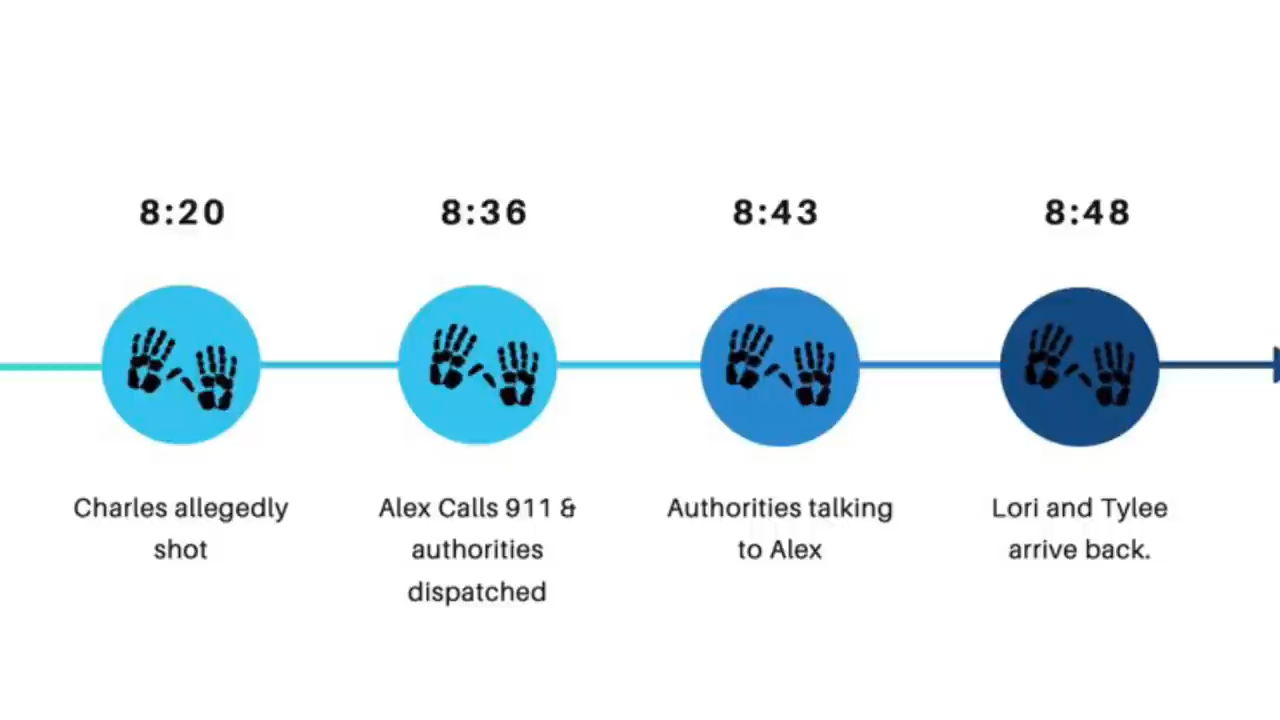 8:20
Charles allegedly
shot
8:36
Alex Calls 911 &
authorities
dispatched
8:43
Authorities talking
to Alex
8:48
Lori and Tylee
arrive back.